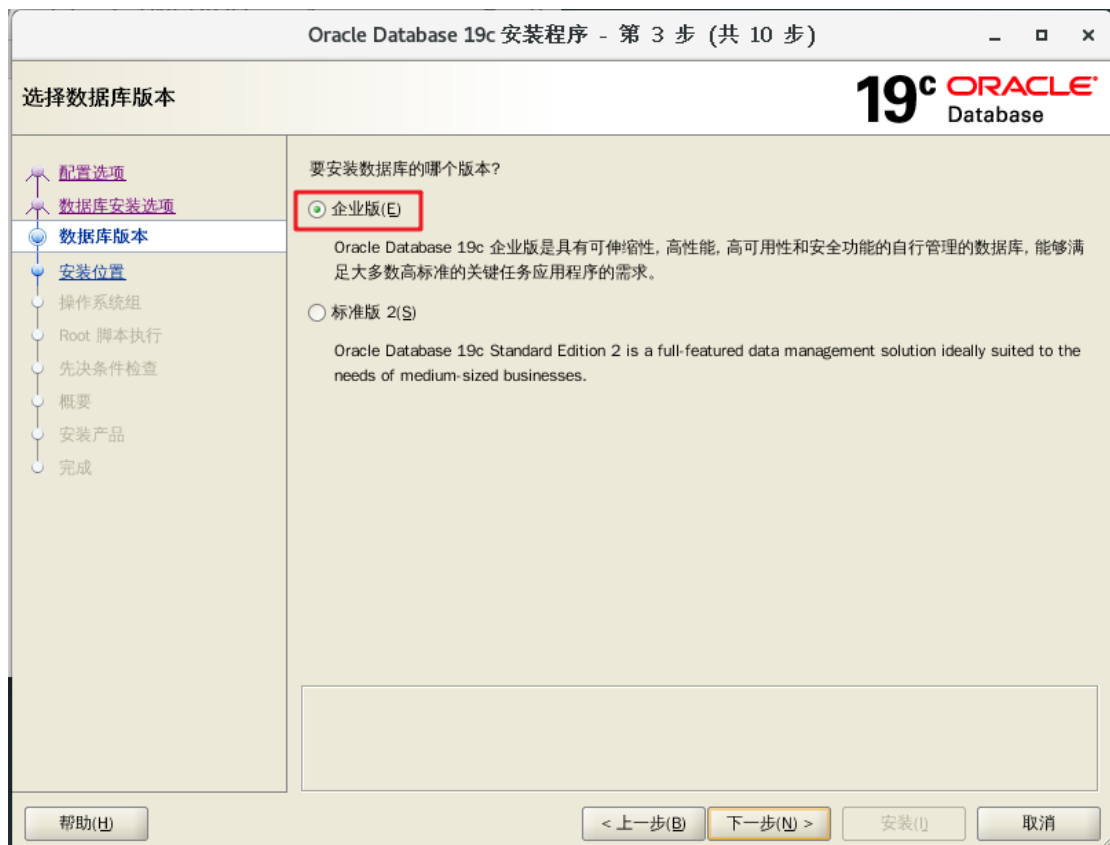 Oracle Database 19c 安装程序 - 第 3 步 (共 10 步)
选择数据库版本
19c ORACLE
Database
配置选项
数据库安装选项
数据库版本
安装位置
操作系统组
Root 脚本执行
先决条件检查
概要
安装产品
完成
要安装数据库的哪个版本?
企业版(E)
Oracle Database 19c 企业版是具有可伸缩性, 高性能, 高可用性和安全功能的自行管理的数据库, 能够满
足大多数高标准的关键任务应用程序的需求。
标准版 2(S)
Oracle Database 19c Standard Edition 2 is a full-featured data management solution ideally suited to the
needs of medium-sized businesses.
帮助(H)
< 上一步(B)
下一步(N) >
安装(I)
取消